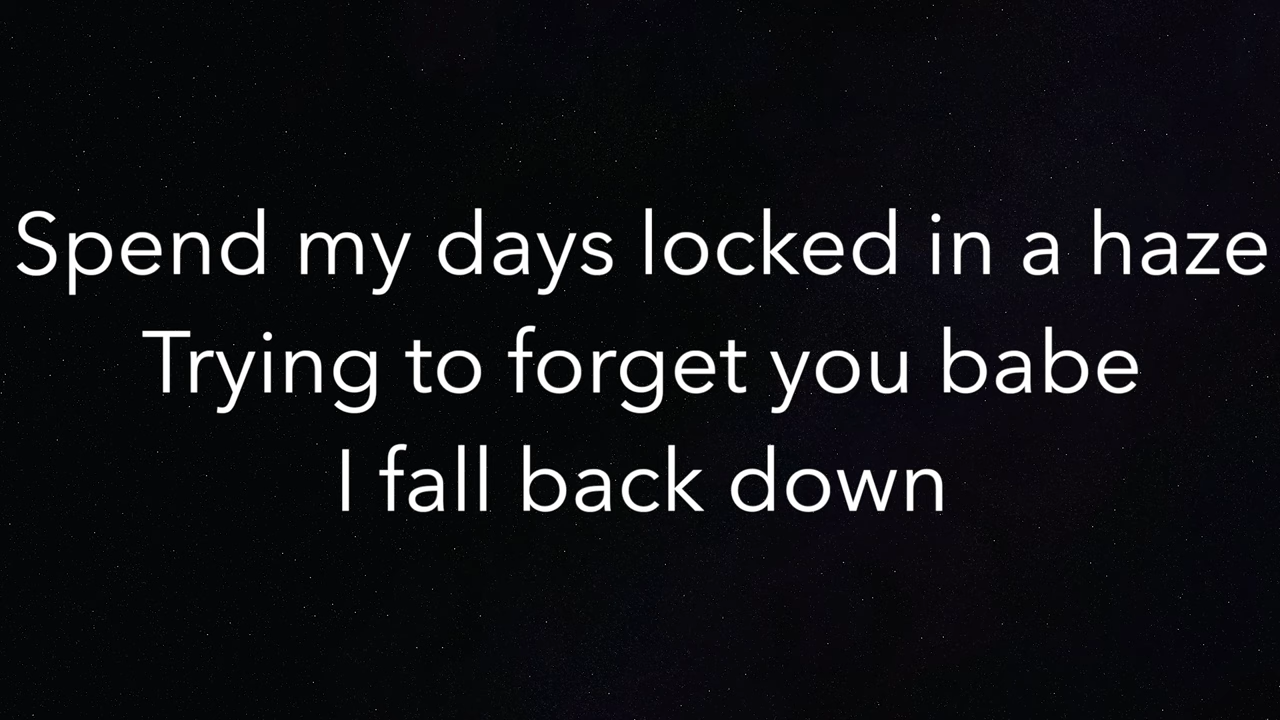 Spend my days locked in a haze
Trying to forget you babe
I fall back down